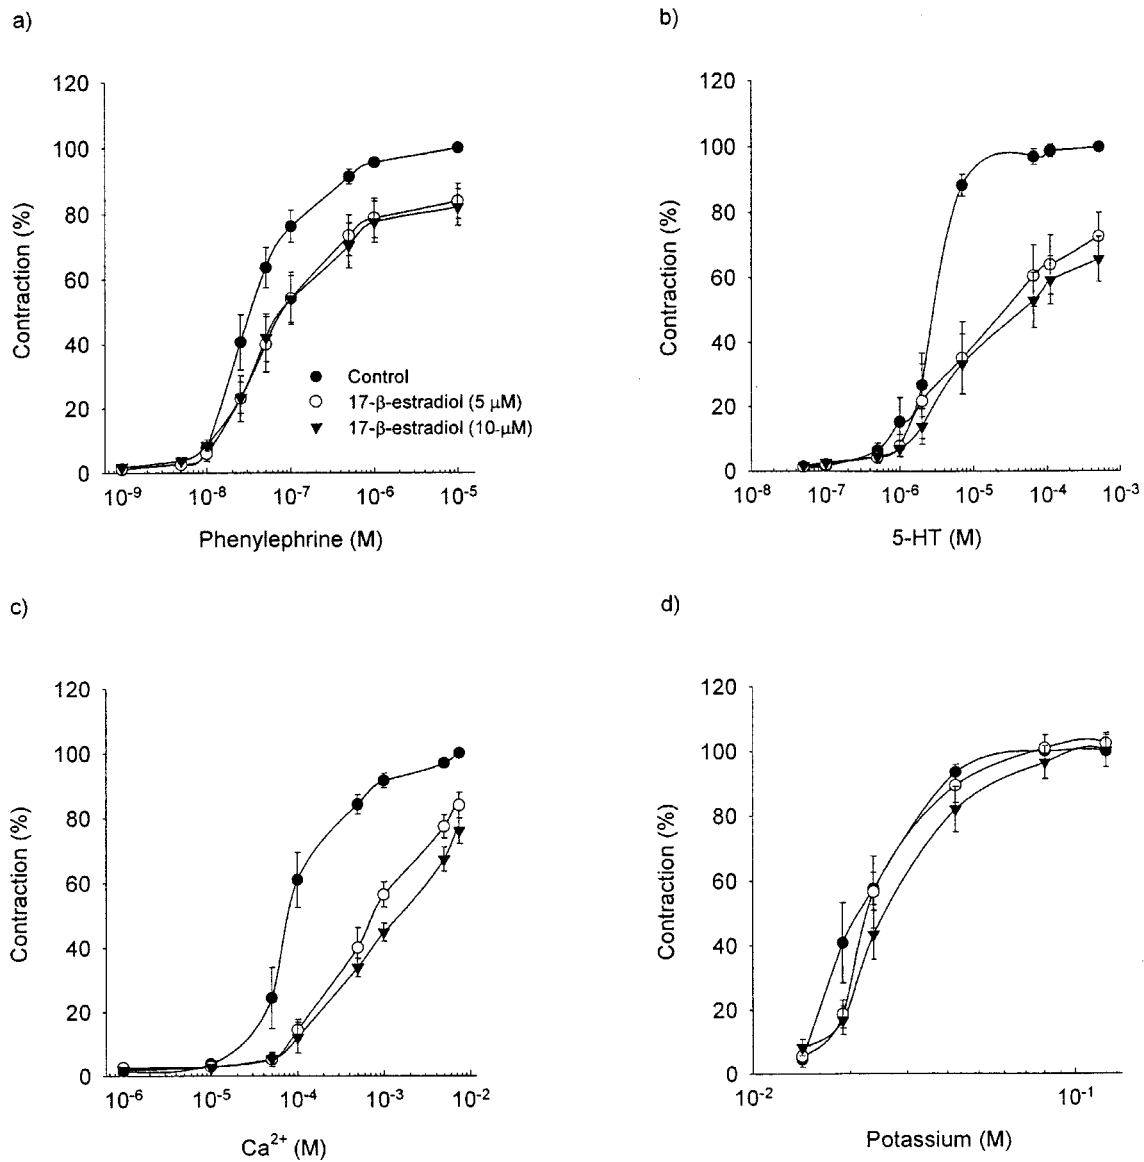 a)
120
100
80
60
40
20
0
Contraction (%)
Control
17-β-estradiol (5 μM)
17-β-estradiol (10-μM)
10⁻⁹ 10⁻⁸ 10⁻⁷ 10⁻⁶ 10⁻⁵
Phenylephrine (M)
b)
120
100
80
60
40
20
0
Contraction (%)
10⁻⁸ 10⁻⁷ 10⁻⁶ 10⁻⁵ 10⁻⁴ 10⁻³
5-HT (M)
c)
120
100
80
60
40
20
0
Contraction (%)
10⁻⁶ 10⁻⁵ 10⁻⁴ 10⁻³ 10⁻²
Ca²⁺ (M)
d)
120
100
80
60
40
20
0
Contraction (%)
10⁻² 10⁻¹
Potassium (M)